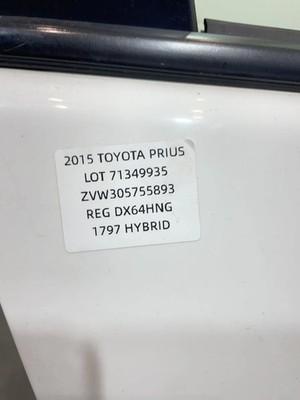 2015 TOYOTA PRIUS
LOT 71349935
ZVW305755893
REG DX64HNG
1797 HYBRID